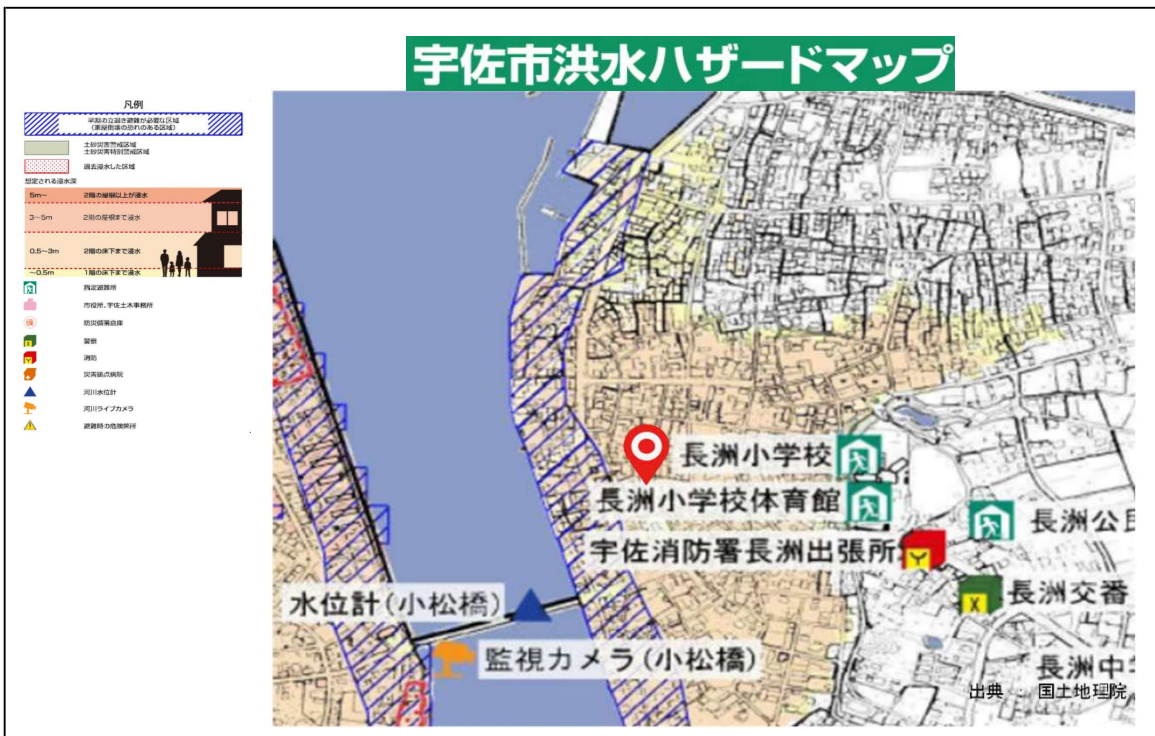 宇佐市洪水ハザードマップ
凡例
早期の立退き避難が必要な区域
(家屋倒壊の恐れのある区域)
土砂災害警戒区域
土砂災害特別警戒区域
過去浸水した区域
想定される浸水深
5m～ 2階の屋根以上が浸水
3～5m 2階の屋根まで浸水
0.5～3m 2階の床下まで浸水
～0.5m 1階の床下まで浸水
指定避難所
市役所、宇佐土木事務所
備 防災備蓄倉庫
警察
消防
災害拠点病院
河川水位計
河川ライブカメラ
避難時の危険箇所
長洲小学校
長洲小学校体育館
宇佐消防署長洲出張所
長洲公民
長洲交番
水位計(小松橋)
監視カメラ(小松橋)
長洲中
出典 国土地理院